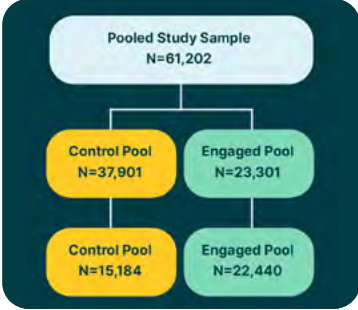 Pooled Study Sample
N=61,202
Control Pool
N=37,901
Engaged Pool
N=23,301
Control Pool
N=15,184
Engaged Pool
N=22,440